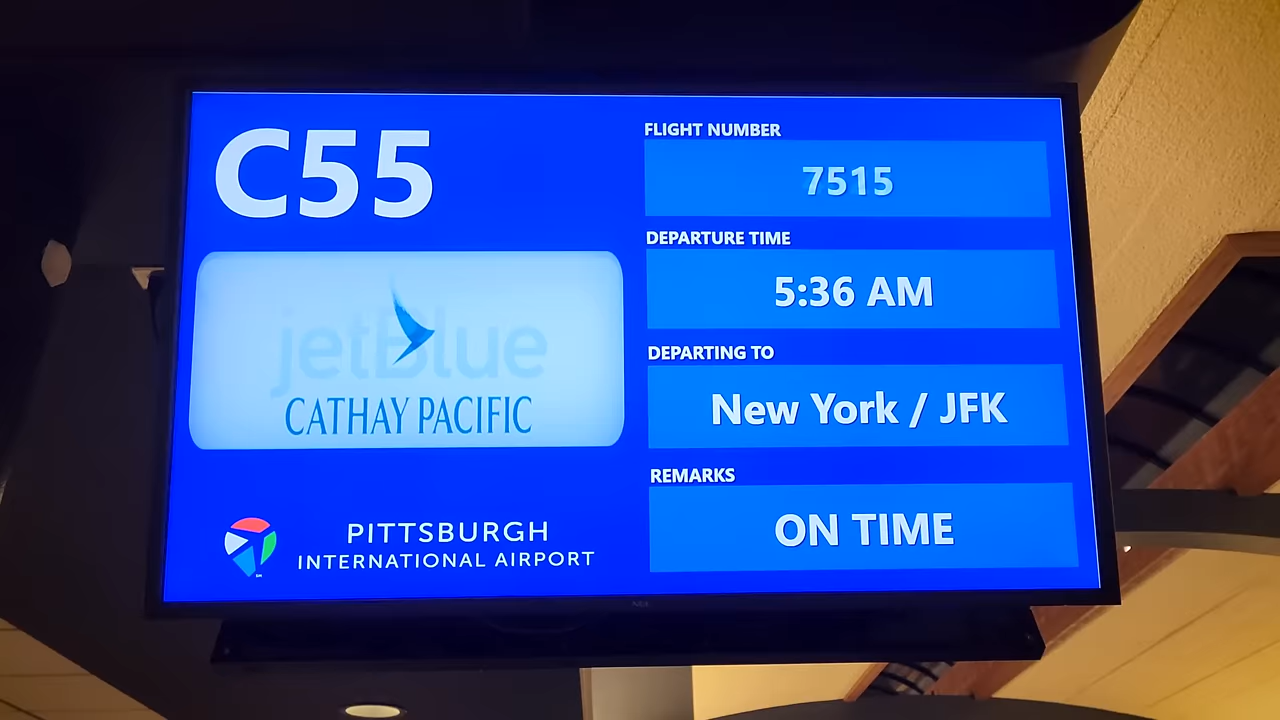 C55
jetBlue
CATHAY PACIFIC
PITTSBURGH
INTERNATIONAL AIRPORT
FLIGHT NUMBER
7515
DEPARTURE TIME
5:36 AM
DEPARTING TO
New York / JFK
REMARKS
ON TIME
NEC